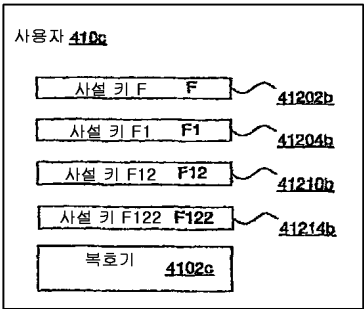 사용자 410c
사설 키 F F
41202b
사설 키 F1 F1
41204b
사설 키 F12 F12
41210b
사설 키 F122 F122
41214b
복호기 4102c